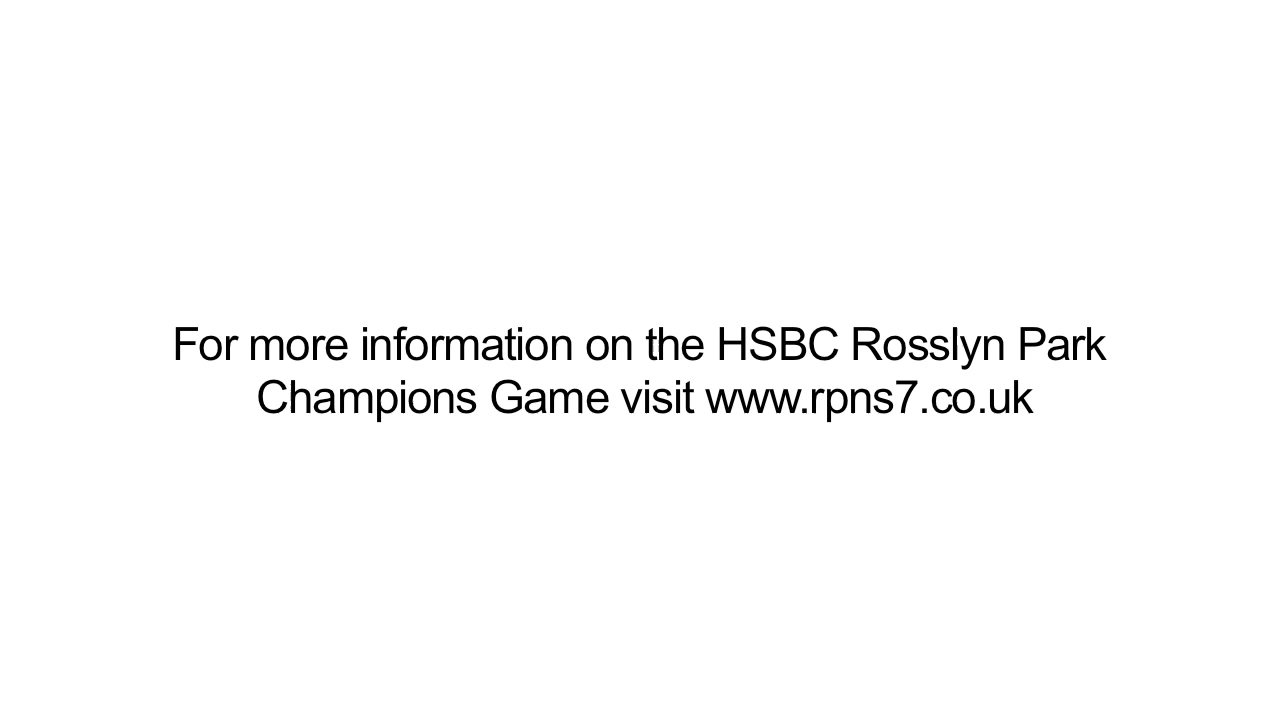 For more information on the HSBC Rosslyn Park
Champions Game visit www.rpns7.co.uk